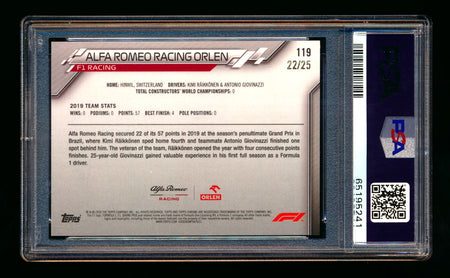 ALFA ROMEO RACING ORLEN
119
F1 RACING
22/25
HOME: HINWIL, SWITZERLAND DRIVERS: KIMI RÄIKKÖNEN & ANTONIO GIOVINAZZI
TOTAL CONSTRUCTORS' WORLD CHAMPIONSHIPS: 0
2019 TEAM STATS
WINS: 0 PODIUMS: 0 POINTS: 57 BEST FINISH: 4 POLE POSITIONS: 0
Alfa Romeo Racing secured 22 of its 57 points in 2019 at the season's penultimate Grand Prix in
Brazil, where Kimi Räikkönen sped home fourth and teammate Antonio Giovinazzi finished
one spot behind him. The veteran of the team, Räikkönen opened the year with four consecutive points
finishes. 25-year-old Giovinazzi gained valuable experience in his first full season as a Formula
1 driver.
Alfa Romeo
RACING
ORLEN
Topps
F1
PSA
65195241